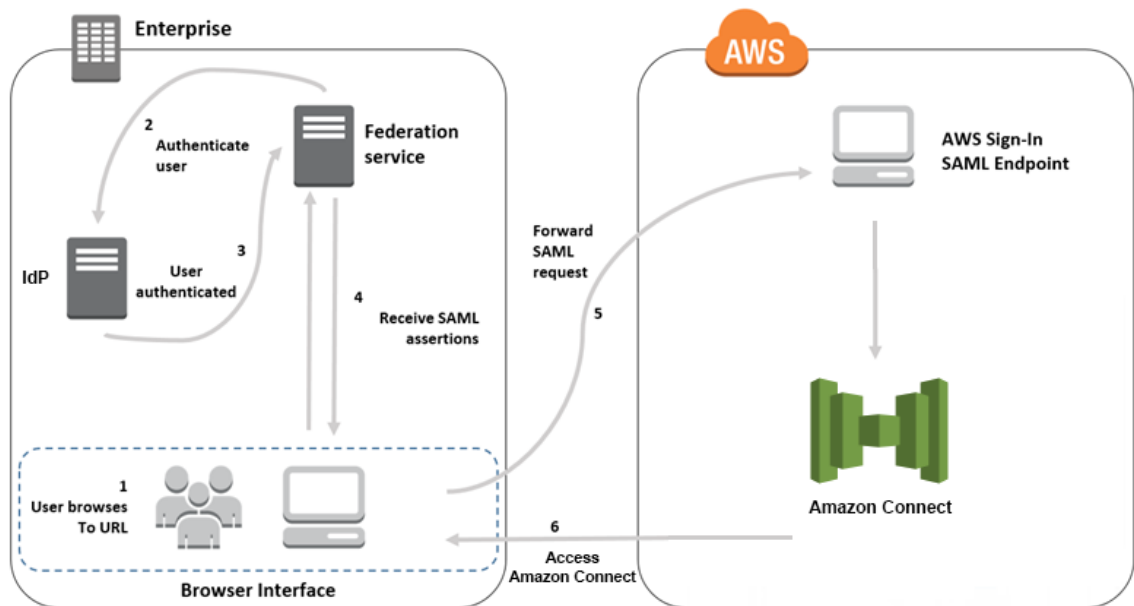 Enterprise
AWS
2
Authenticate
user
Federation
service
AWS Sign-In
SAML Endpoint
IdP
3
User
authenticated
4
Receive SAML
assertions
Forward
SAML
request
5
1
User browses
To URL
Browser Interface
Amazon Connect
6
Access
Amazon Connect